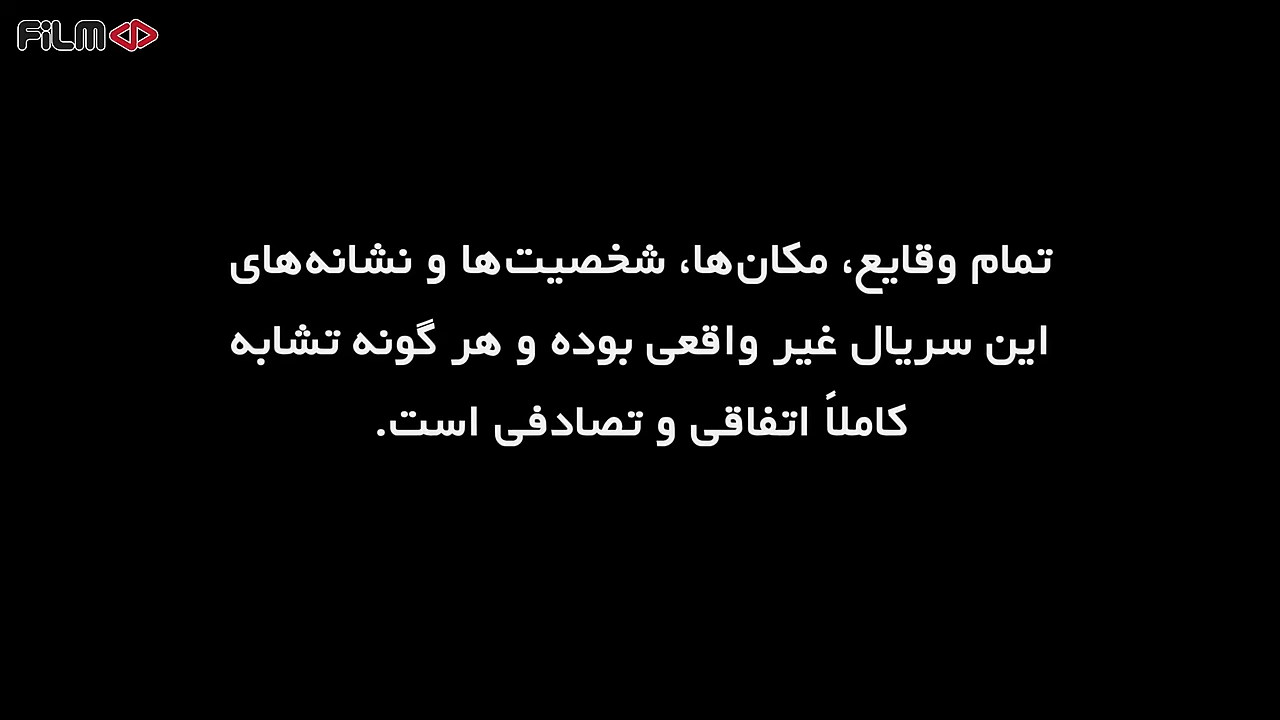 FiLM
تمام وقایع، مکان‌ها، شخصیت‌ها و نشانه‌های
این سریال غیر واقعی بوده و هر گونه تشابه
کاملاً اتفاقی و تصادفی است.